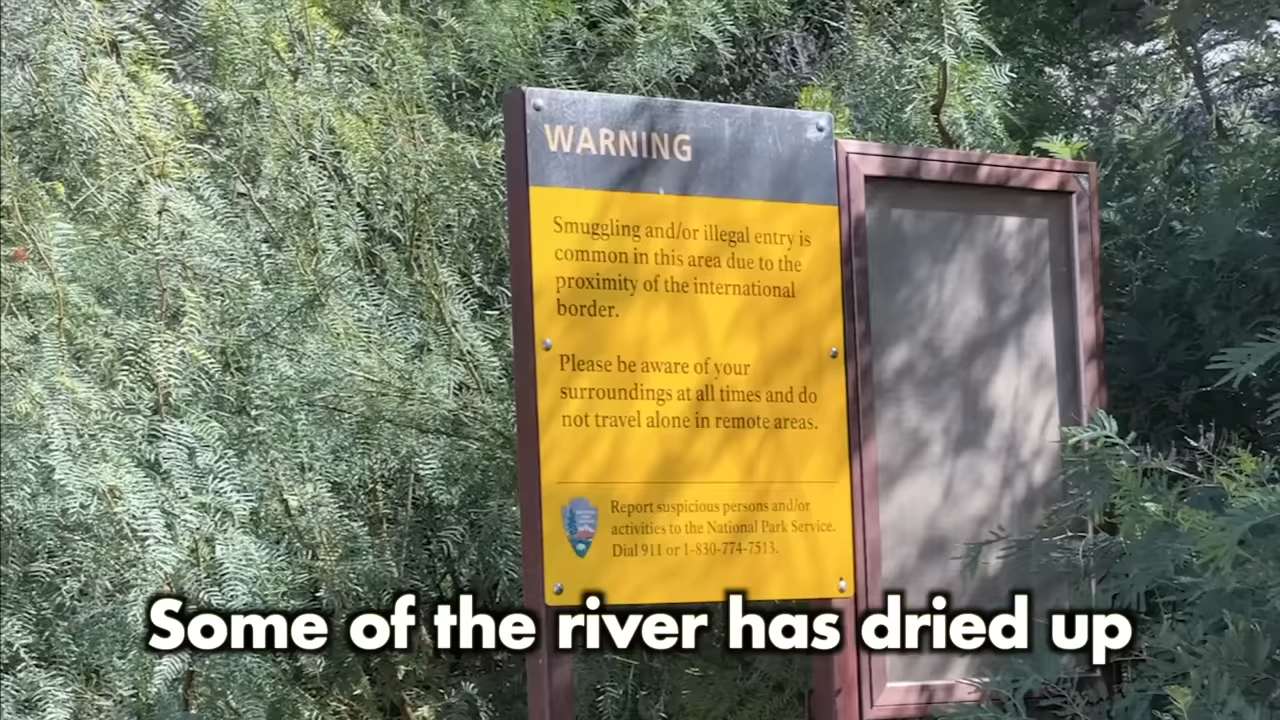 WARNING
Smuggling and/or illegal entry is
common in this area due to the
proximity of the international
border.
Please be aware of your
surroundings at all times and do
not travel alone in remote areas.
Report suspicious persons and/or
activities to the National Park Service.
Dial 911 or 1-830-774-7513.
Some of the river has dried up